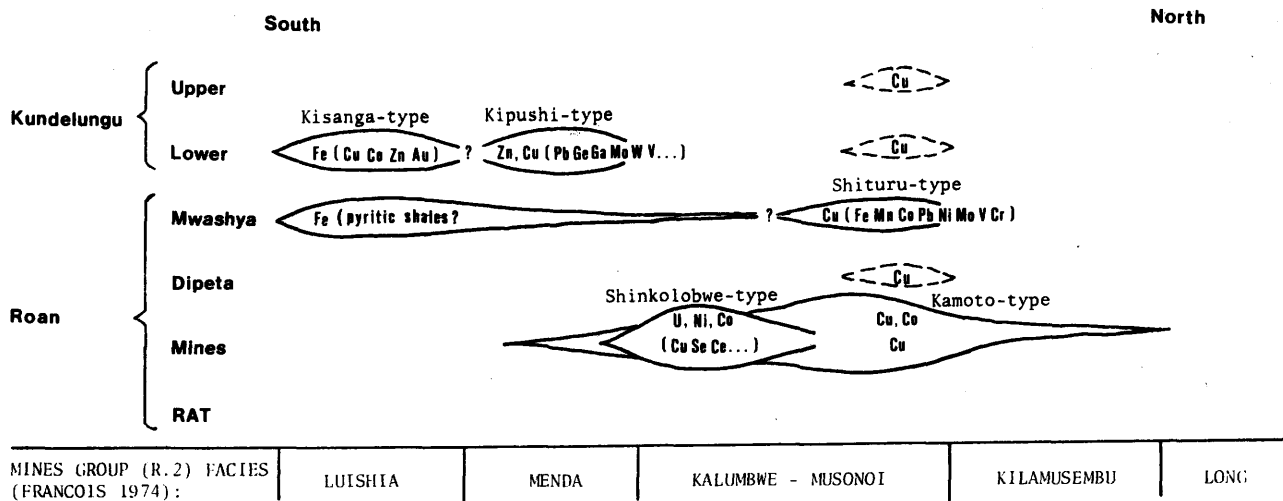 South North
Upper Cu
Kundelungu
Kisanga-type Kipushi-type
Lower Fe (Cu Co Zn Au) ? Zn, Cu (Pb Ge Ga Mo W V...) Cu
Shituru-type
Mwashya Fe (pyritic shales? ? Cu (Fe Mn Co Pb Ni Mo V Cr)
Dipeta Cu
Shinkolobwe-type Kamoto-type
Roan
U, Ni, Co Cu, Co
Mines (Cu Se Ce...) Cu
RAT
MINES GROUP (R.2) FACIES
(FRANCOIS 1974): LUISHIA MENDA KALUMBWE - MUSONOI KILAMUSEMBU LONG